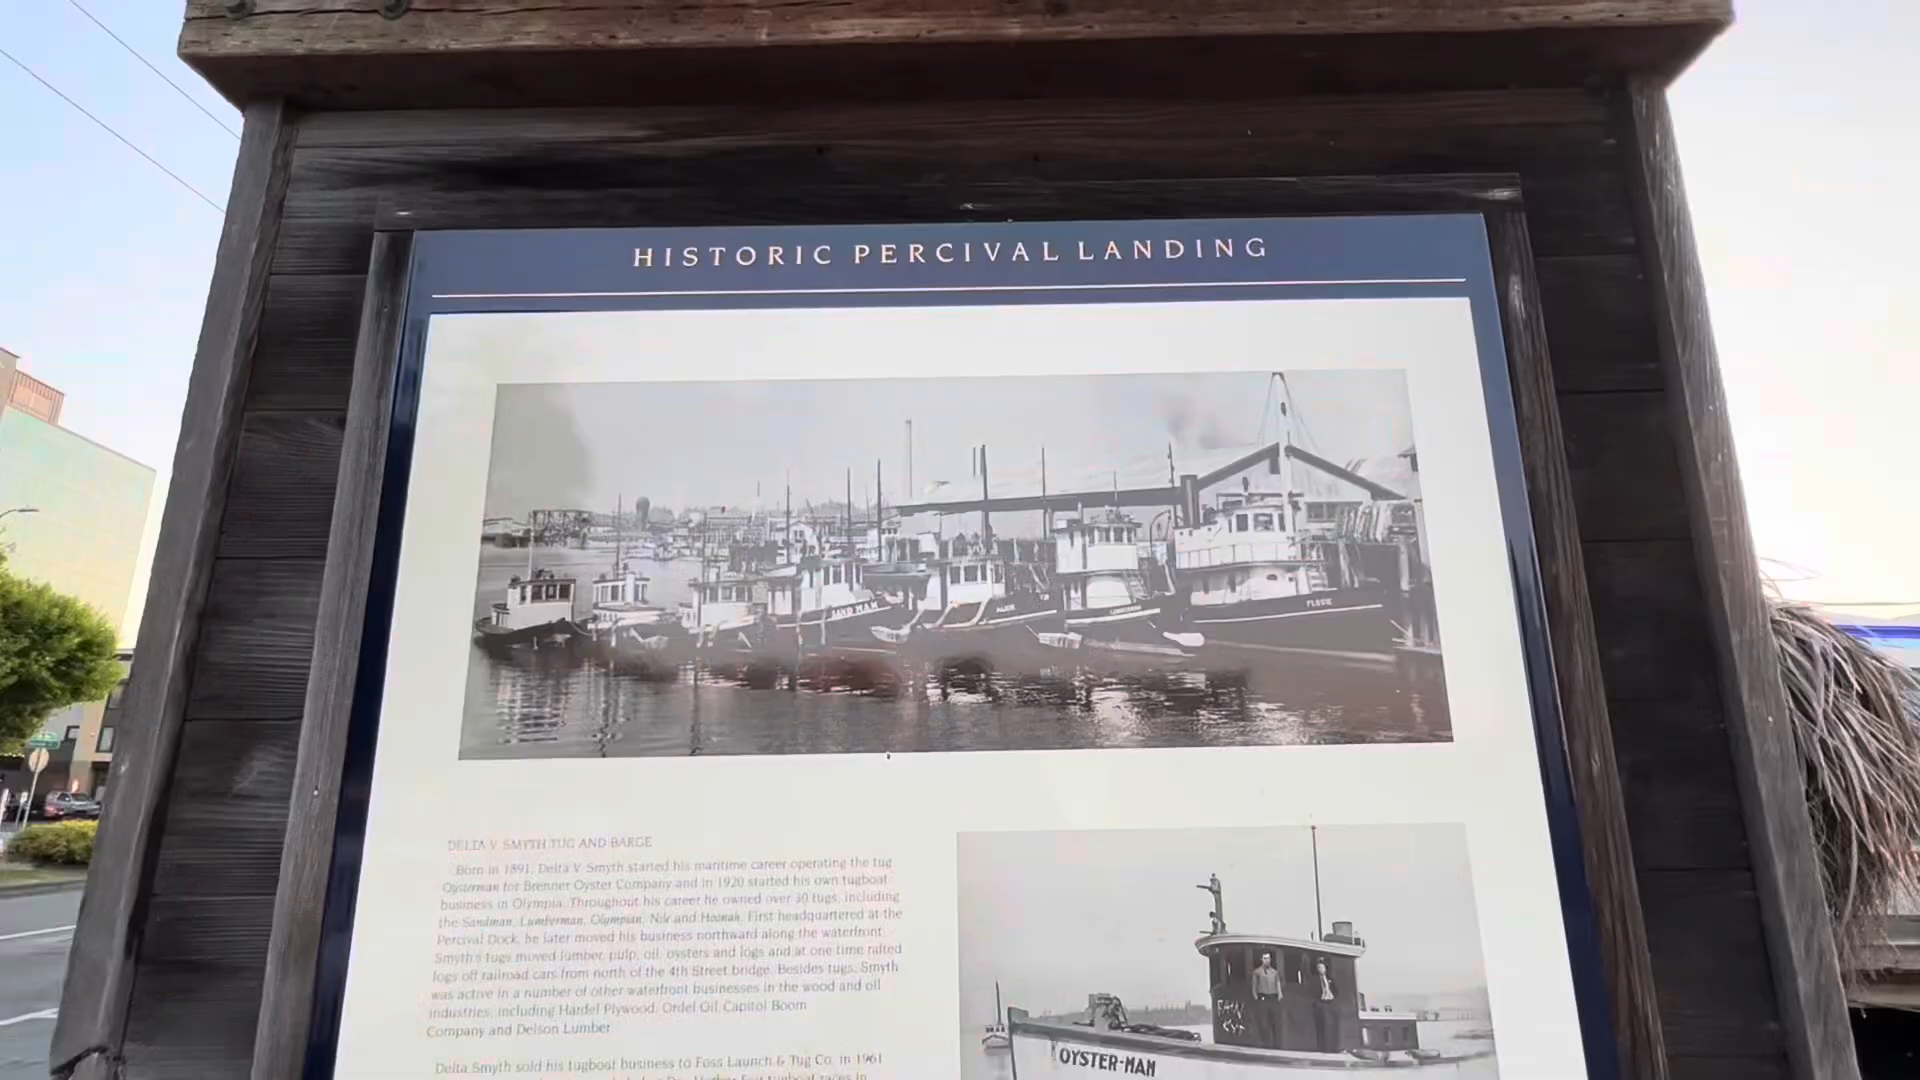 HISTORIC PERCIVAL LANDING
SAND MAN
FLOSIE
DELTA V. SMYTH TUG AND BARGE
Born in 1891, Delta V. Smyth started his maritime career operating the tug
Oysterman for Brenner Oyster Company and in 1920 started his own tugboat
business in Olympia. Throughout his career he owned over 30 tugs, including
the Sandman, Lumberman, Olympian, Nile and Hoonah. First headquartered at the
Percival Dock, he later moved his business northward along the waterfront.
Smyth's tugs moved lumber, pulp, oil, oysters and logs and at one time rafted
logs off railroad cars from north of the 4th Street bridge. Besides tugs, Smyth
was active in a number of other waterfront businesses in the wood and oil
industries, including Hardel Plywood, Ordel Oil, Capitol Boom
Company and Delson Lumber.
Delta Smyth sold his tugboat business to Foss Launch & Tug Co. in 1961
Harbor Fair tugboat races in
OYSTER-MAN